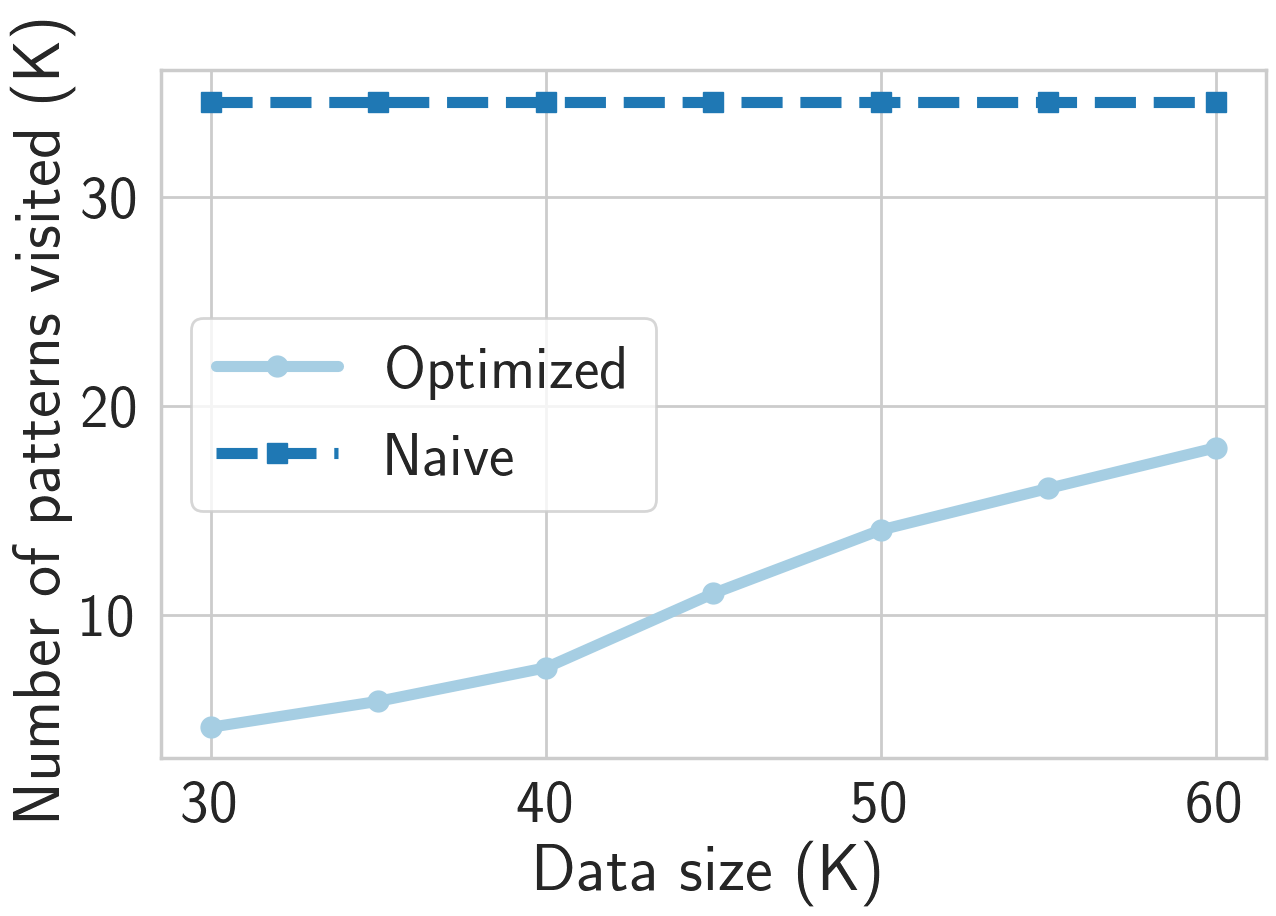 Number of patterns visited (K)
30
20
10
Optimized
Naive
30 40 50 60
Data size (K)